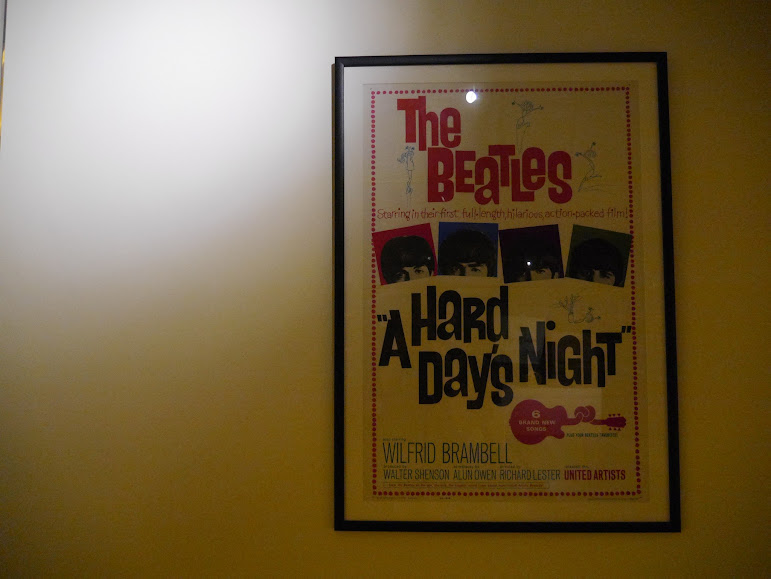 The
BEATLES
Starring in their first full-length, hilarious, action-packed film!
"A HARD
DAY'S NIGHT"
6
BRAND NEW
SONGS
WILFRID BRAMBELL
WALTER SHENSON ALUN OWEN RICHARD LESTER UNITED ARTISTS